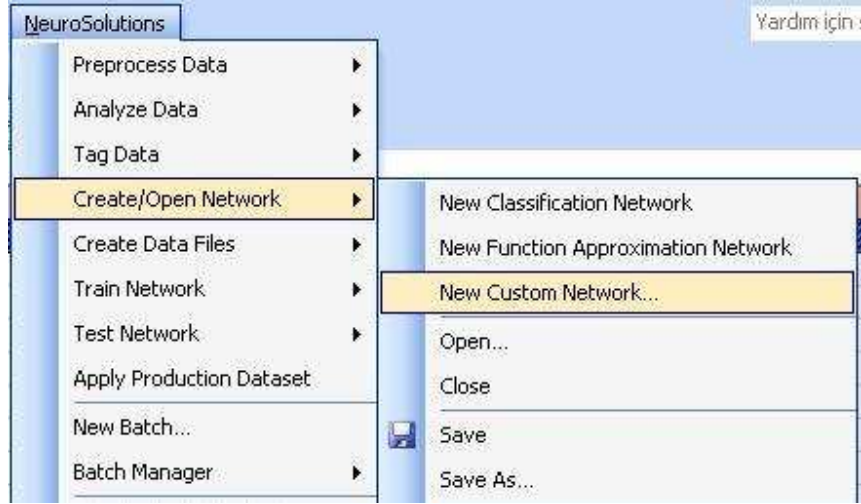 NeuroSolutions
Yardım için
Preprocess Data
Analyze Data
Tag Data
Create/Open Network
Create Data Files
Train Network
Test Network
Apply Production Dataset
New Batch...
Batch Manager
New Classification Network
New Function Approximation Network
New Custom Network...
Open...
Close
Save
Save As...